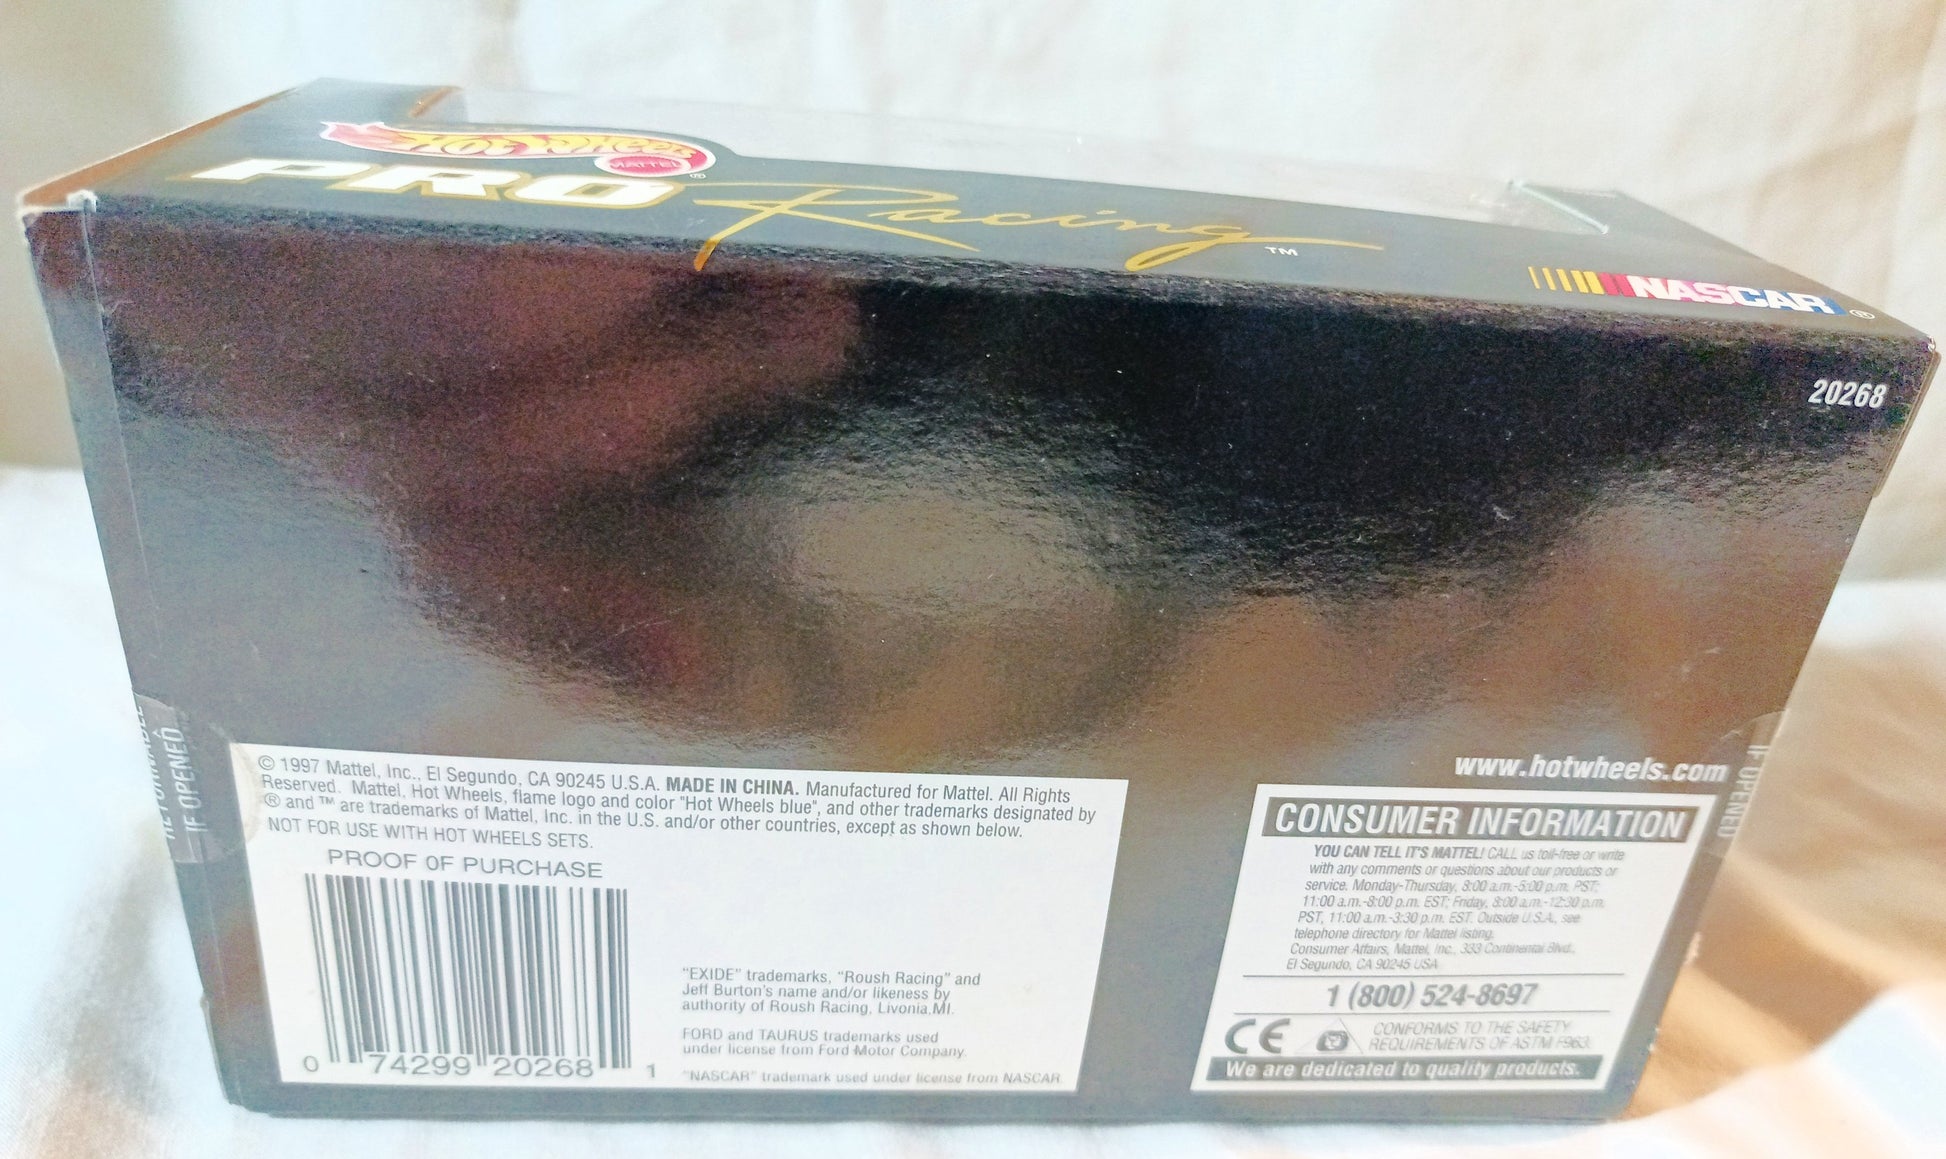 Hot Wheels
MATTEL ®
PRO Racing ™
NASCAR ®
20268
IF OPENED
© 1997 Mattel, Inc., El Segundo, CA 90245 U.S.A. MADE IN CHINA. Manufactured for Mattel. All Rights
Reserved. Mattel, Hot Wheels, flame logo and color "Hot Wheels blue", and other trademarks designated by
® and ™ are trademarks of Mattel, Inc. in the U.S. and/or other countries, except as shown below.
NOT FOR USE WITH HOT WHEELS SETS.
PROOF OF PURCHASE
0 74299 20268 1
"EXIDE" trademarks, "Roush Racing" and
Jeff Burton's name and/or likeness by
authority of Roush Racing, Livonia.MI.
FORD and TAURUS trademarks used
under license from Ford Motor Company.
"NASCAR" trademark used under license from NASCAR
www.hotwheels.com
IF OPENED
CONSUMER INFORMATION
YOU CAN TELL IT'S MATTEL! CALL us toll-free or write
with any comments or questions about our products or
service. Monday-Thursday, 8:00 a.m.-5:00 p.m. PST;
11:00 a.m.-8:00 p.m. EST; Friday, 8:00 a.m.-12:30 p.m.
PST, 11:00 a.m.-3:30 p.m. EST. Outside U.S.A., see
telephone directory for Mattel listing.
Consumer Affairs, Mattel, Inc., 333 Continental Blvd.,
El Segundo, CA 90245 USA
1 (800) 524-8697
CE
CONFORMS TO THE SAFETY
REQUIREMENTS OF ASTM F963.
We are dedicated to quality products.